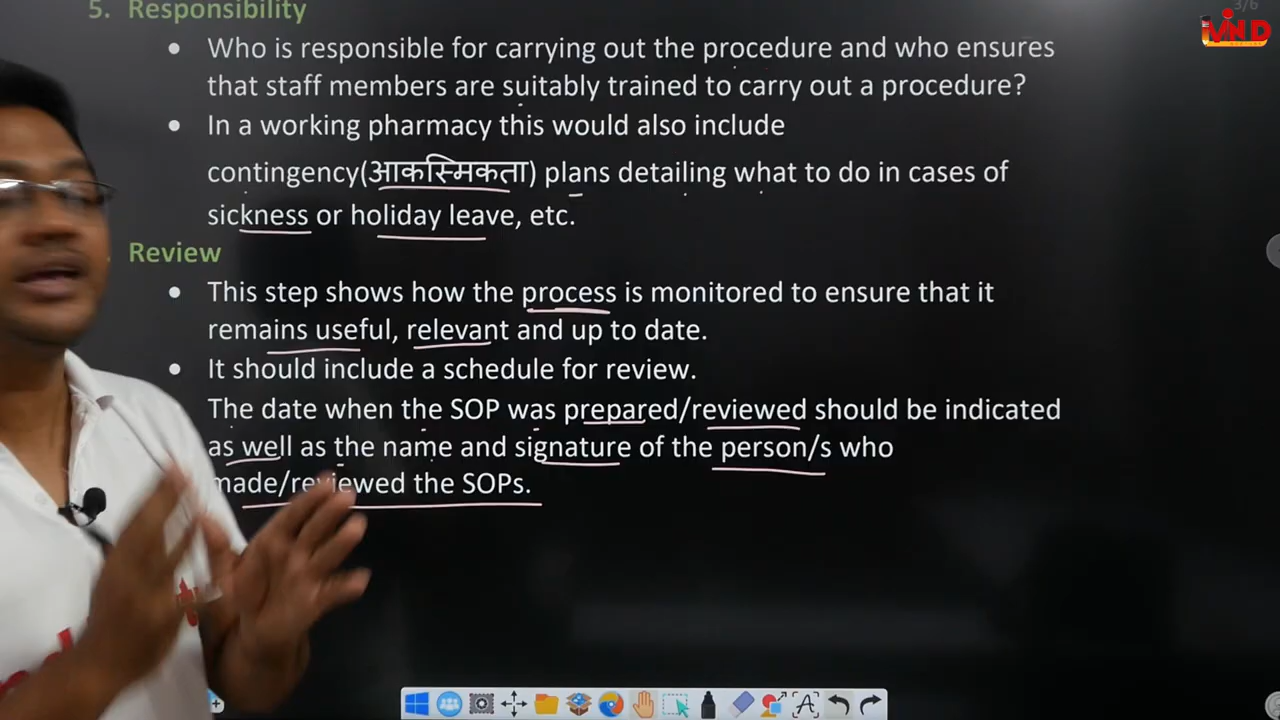 3/6
5. Responsibility
• Who is responsible for carrying out the procedure and who ensures
that staff members are suitably trained to carry out a procedure?
• In a working pharmacy this would also include
contingency(आकस्मिकता) plans detailing what to do in cases of
sickness or holiday leave, etc.
Review
• This step shows how the process is monitored to ensure that it
remains useful, relevant and up to date.
• It should include a schedule for review.
The date when the SOP was prepared/reviewed should be indicated
as well as the name and signature of the person/s who
made/reviewed the SOPs.